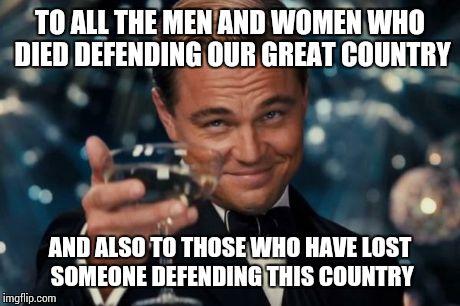 TO ALL THE MEN AND WOMEN WHO
DIED DEFENDING OUR GREAT COUNTRY
AND ALSO TO THOSE WHO HAVE LOST
SOMEONE DEFENDING THIS COUNTRY
imgflip.com